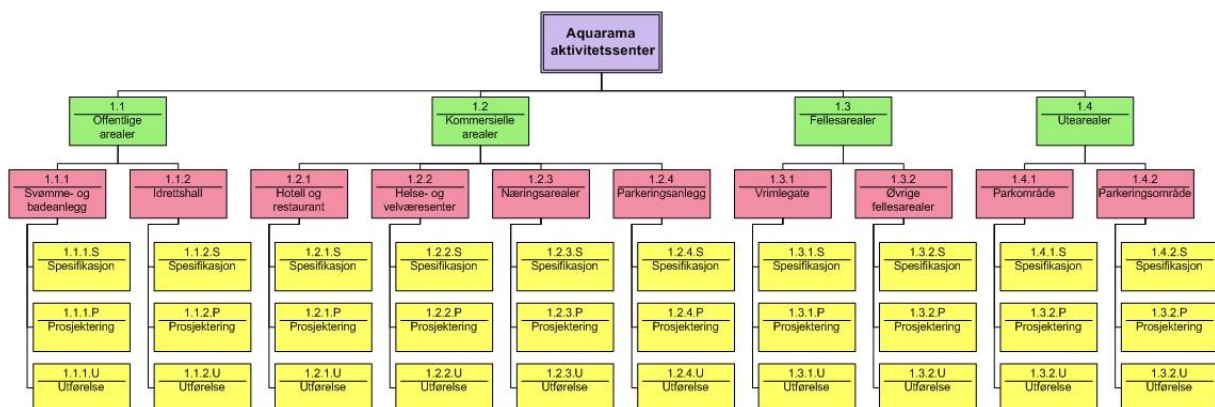 Aquarama
aktivitetssenter
1.1
Offentlige
arealer
1.2
Kommersielle
arealer
1.3
Fellesarealer
1.4
Utearealer
1.1.1
Svømme- og
badeanlegg
1.1.2
Idrettshall
1.2.1
Hotell og
restaurant
1.2.2
Helse- og
velværesenter
1.2.3
Næringsarealer
1.2.4
Parkeringsanlegg
1.3.1
Vrimlegate
1.3.2
Øvrige
fellesarealer
1.4.1
Parkområde
1.4.2
Parkeringsområde
1.1.1.S
Spesifikasjon
1.1.2.S
Spesifikasjon
1.2.1.S
Spesifikasjon
1.2.2.S
Spesifikasjon
1.2.3.S
Spesifikasjon
1.2.4.S
Spesifikasjon
1.3.1.S
Spesifikasjon
1.3.2.S
Spesifikasjon
1.4.1.S
Spesifikasjon
1.4.2.S
Spesifikasjon
1.1.1.P
Prosjektering
1.1.2.P
Prosjektering
1.2.1.P
Prosjektering
1.2.2.P
Prosjektering
1.2.3.P
Prosjektering
1.2.4.P
Prosjektering
1.3.1.P
Prosjektering
1.3.2.P
Prosjektering
1.3.2.P
Prosjektering
1.3.2.P
Prosjektering
1.1.1.U
Utførelse
1.1.2.U
Utførelse
1.2.1.U
Utførelse
1.2.2.U
Utførelse
1.2.3.U
Utførelse
1.2.4.U
Utførelse
1.3.1.U
Utførelse
1.3.2.U
Utførelse
1.3.2.U
Utførelse
1.3.2.U
Utførelse